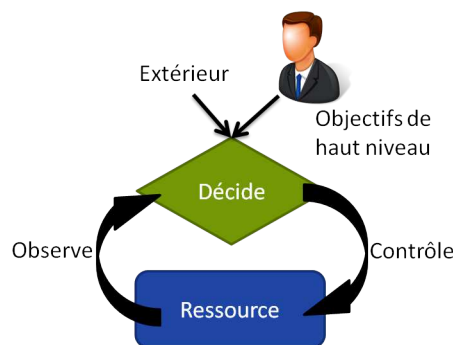 Extérieur
Objectifs de
haut niveau
Décide
Observe
Contrôle
Ressource